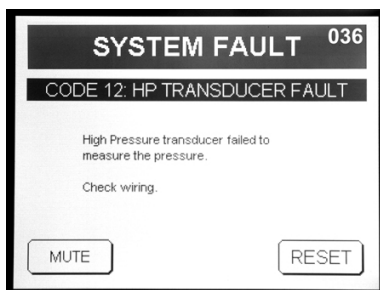 SYSTEM FAULT 036
CODE 12: HP TRANSDUCER FAULT
High Pressure transducer failed to
measure the pressure.
Check wiring.
MUTE RESET